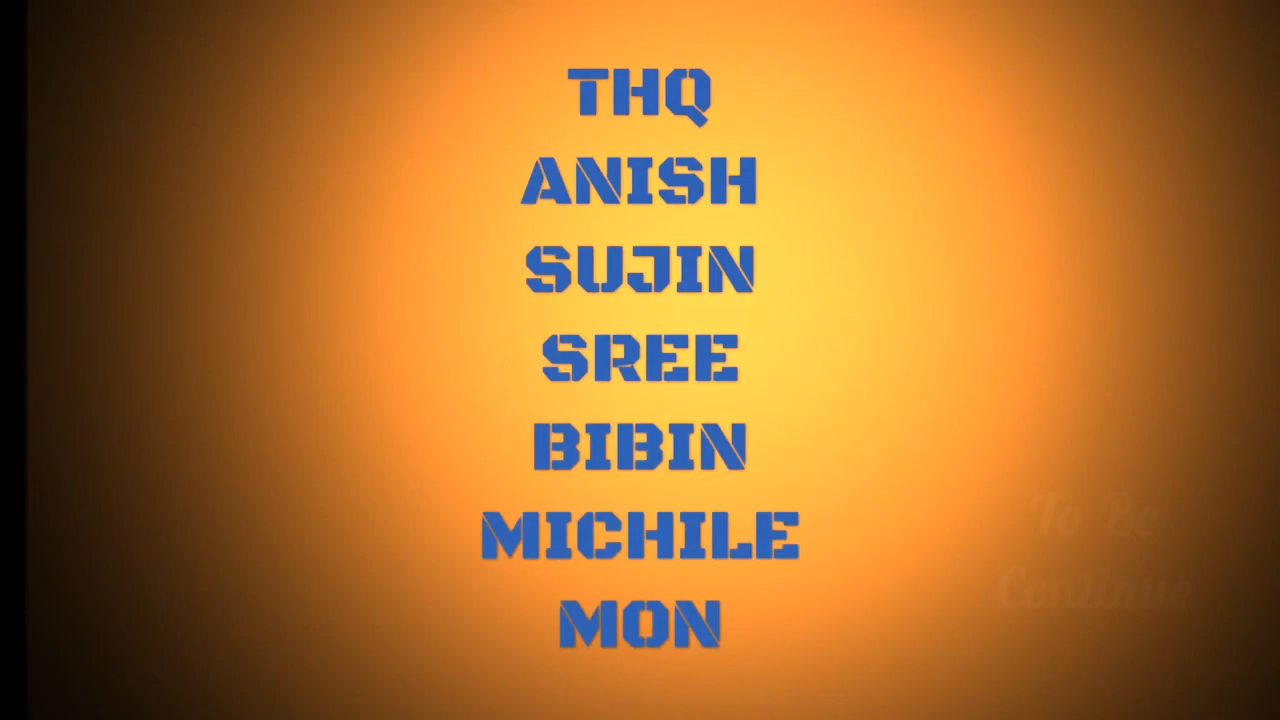 THQ
ANISH
SUJIN
SREE
BIBIN
MICHILE
MON
To Be
Continue